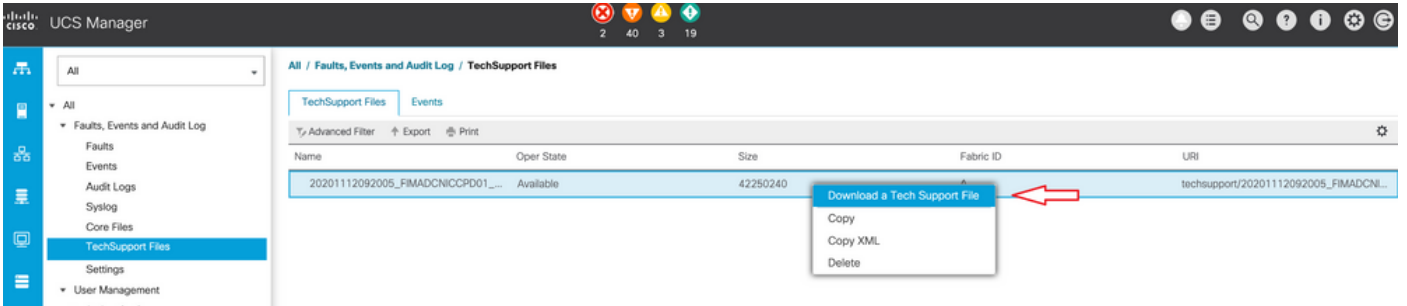 cisco UCS Manager
2 40 3 19
All
All / Faults, Events and Audit Log / TechSupport Files
All
Faults, Events and Audit Log
Faults
Events
Audit Logs
Syslog
Core Files
TechSupport Files
Settings
User Management
TechSupport Files Events
Advanced Filter Export Print
Name Oper State Size Fabric ID URI
20201112092005_FIMADCNICCPD01_... Available 42250240 techsupport/20201112092005_FIMADCNI...
Download a Tech Support File
Copy
Copy XML
Delete